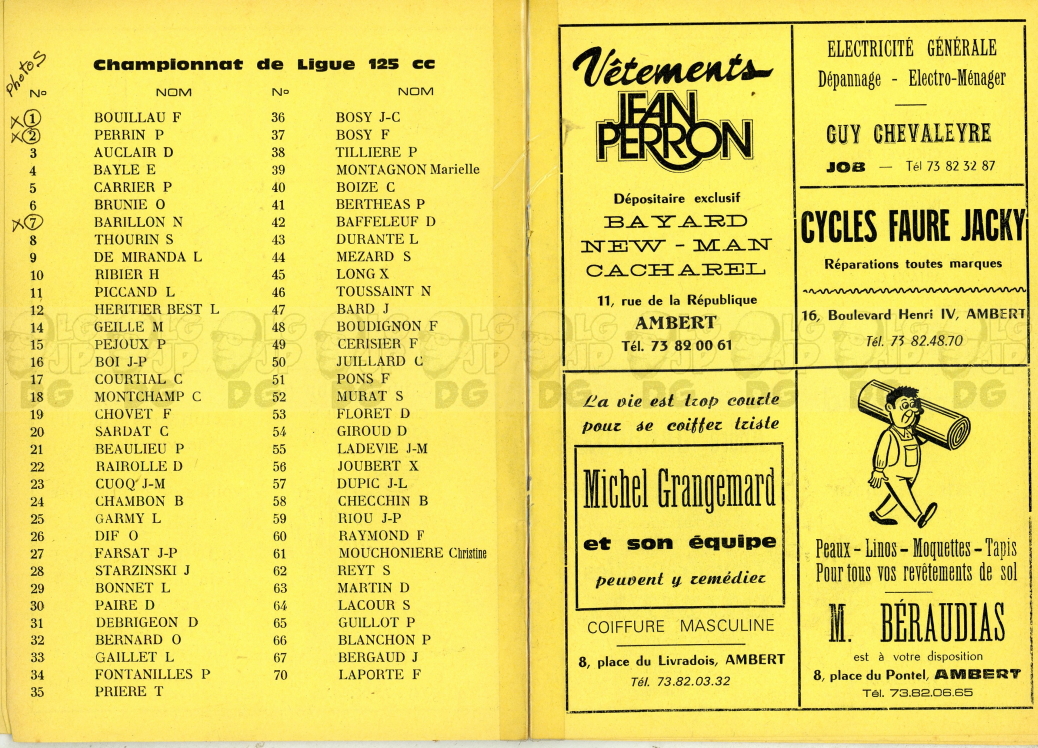 Photos
Championnat de Ligue 125 cc
No NOM No NOM
x 1 BOUILLAU F 36 BOSY J-C
x 2 PERRIN P 37 BOSY F
3 AUCLAIR D 38 TILLIERE P
4 BAYLE E 39 MONTAGNON Marielle
5 CARRIER P 40 BOIZE C
6 BRUNIE O 41 BERTHEAS P
x 7 BARILLON N 42 BAFFELEUF D
8 THOURIN S 43 DURANTE L
9 DE MIRANDA L 44 MEZARD S
10 RIBIER H 45 LONG X
11 PICCAND L 46 TOUSSAINT N
12 HERITIER BEST L 47 BARD J
14 GEILLE M 48 BOUDIGNON F
15 PEJOUX P 49 CERISIER F
16 BOI J-P 50 JUILLARD C
17 COURTIAL C 51 PONS F
18 MONTCHAMP C 52 MURAT S
19 CHOVET F 53 FLORET D
20 SARDAT C 54 GIROUD D
21 BEAULIEU P 55 LADEVIE J-M
22 RAIROLLE D 56 JOUBERT X
23 CUOQ J-M 57 DUPIC J-L
24 CHAMBON B 58 CHECCHIN B
25 GARMY L 59 RIOU J-P
26 DIF O 60 RAYMOND F
27 FARSAT J-P 61 MOUCHONIERE Christine
28 STARZINSKI J 62 REYT S
29 BONNET L 63 MARTIN D
30 PAIRE D 64 LACOUR S
31 DEBRIGEON D 65 GUILLOT P
32 BERNARD O 66 BLANCHON P
33 GAILLET L 67 BERGAUD J
34 FONTANILLES P 70 LAPORTE F
35 PRIERE T
Vêtements
JEAN
PERRON
Dépositaire exclusif
BAYARD
NEW - MAN
CACHAREL
11, rue de la République
AMBERT
Tél. 73 82 00 61
ELECTRICITÉ GÉNÉRALE
Dépannage - Electro-Ménager
GUY CHEVALEYRE
JOB — Tél 73 82 32 87
CYCLES FAURE JACKY
Réparations toutes marques
16, Boulevard Henri IV, AMBERT
Tél. 73 82.48.70
La vie est trop courte
pour se coiffer triste
Michel Grangemard
et son équipe
peuvent y remédier
COIFFURE MASCULINE
8, place du Livradois, AMBERT
Tél. 73.82.03.32
Peaux - Linos - Moquettes - Tapis
Pour tous vos revêtements de sol
M. BÉRAUDIAS
est à votre disposition
8, place du Pontel, AMBERT
Tél. 73.82.06.65
LG
JP
DG